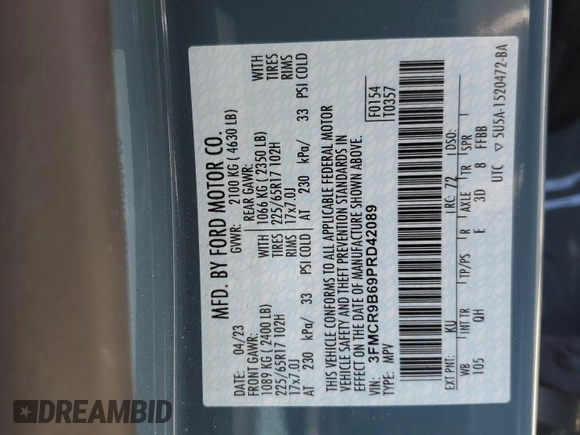 MFD. BY FORD MOTOR CO.
DATE: 04/23 GVWR: 2100 KG ( 4630 LB)
FRONT GAWR: REAR GAWR:
1089 KG ( 2400 LB) WITH 1066 KG ( 2350 LB) WITH
225/65R17 102H TIRES 225/65R17 102H TIRES
17x7.0J RIMS 17x7.0J RIMS
AT 230 kPa/ 33 PSI COLD AT 230 kPa/ 33 PSI COLD
THIS VEHICLE CONFORMS TO ALL APPLICABLE FEDERAL MOTOR
VEHICLE SAFETY AND THEFT PREVENTION STANDARDS IN
EFFECT ON THE DATE OF MANUFACTURE SHOWN ABOVE.
VIN: 3FMCR9B69PRD42089 F0154
TYPE: MPV T0357
EXT PNT: KU RC: 72 DSO:
WB INT TR TP/PS R AXLE TR SPR
105 QH E 3D 8 FFBB
UTC ▽ 5U5A-1520472-BA
DREAMBID